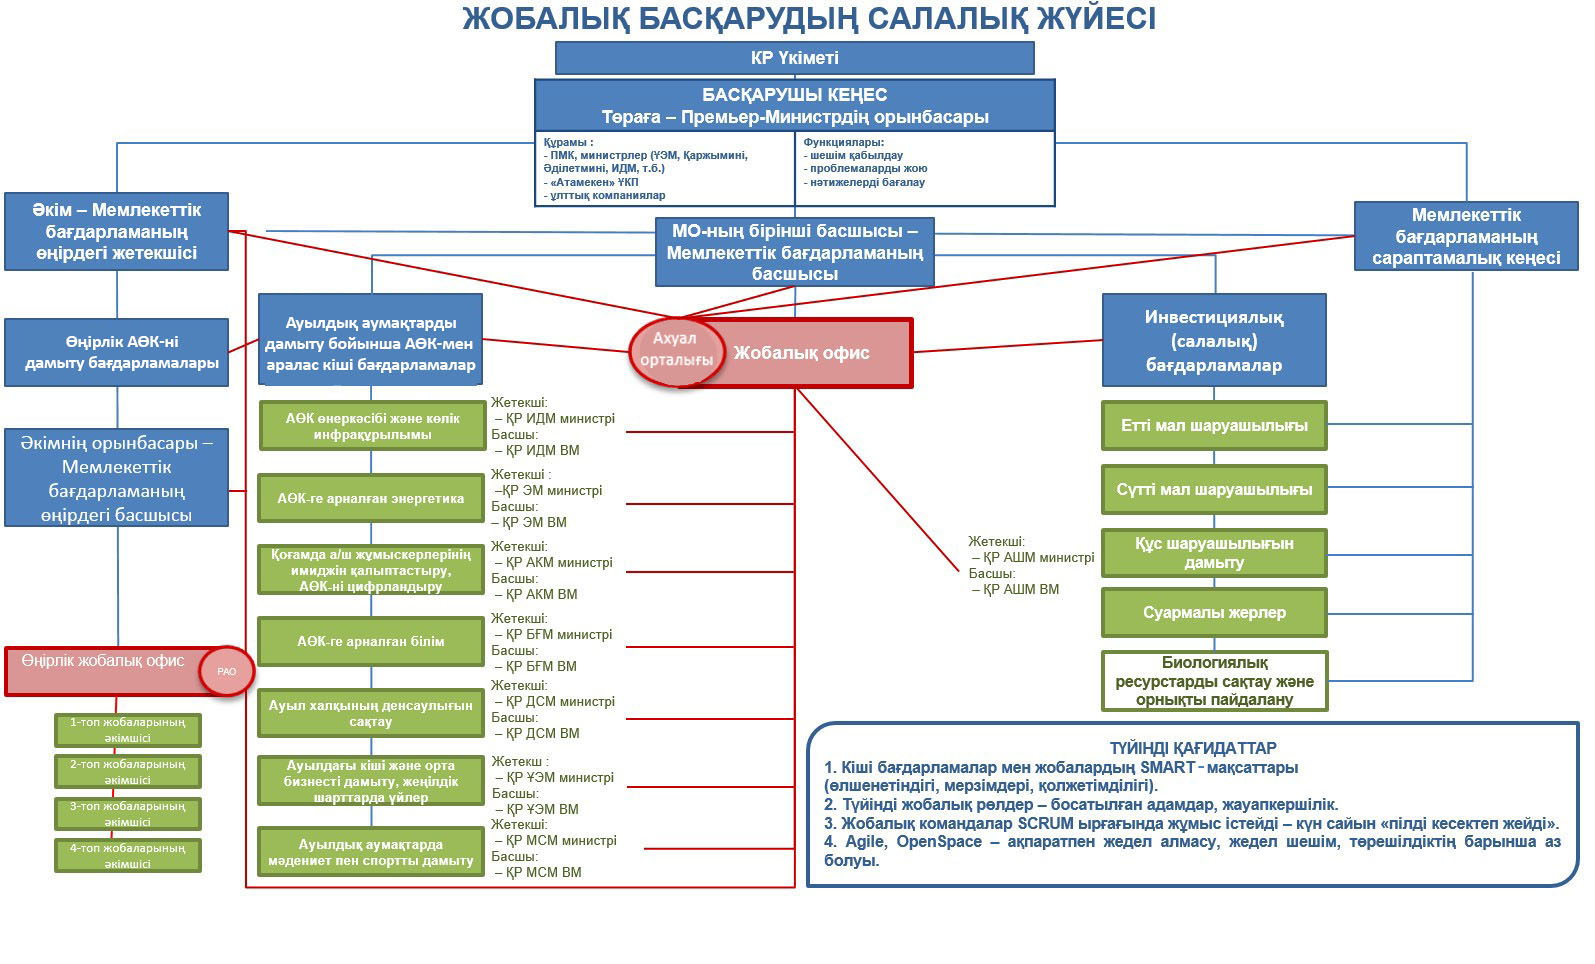 ЖОБАЛЫҚ БАСҚАРУДЫҢ САЛАЛЫҚ ЖҮЙЕСІ
КР Үкіметі
БАСҚАРУШЫ КЕҢЕС
Төраға – Премьер-Министрдің орынбасары
Құрамы :
- ПМК, министрлер (ҰЭМ, Қаржымині,
Әділетмині, ИДМ, т.б.)
- «Атамекен» ҰКП
- ұлттық компаниялар
Функциялары:
- шешім қабылдау
- проблемаларды жою
- нәтижелерді бағалау
Әкім – Мемлекеттік
бағдарламаның
өңірдегі жетекшісі
МО-ның бірінші басшысы –
Мемлекеттік бағдарламаның
басшысы
Мемлекеттік
бағдарламаның
сараптамалық кеңесі
Өңірлік АӨК-ні
дамыту бағдарламалары
Ауылдық аумақтарды
дамыту бойынша АӨК-мен
аралас кіші бағдарламалар
Ахуал
орталығы
Жобалық офис
Инвестициялық
(салалық)
бағдарламалар
Әкімнің орынбасары –
Мемлекеттік
бағдарламаның
өңірдегі басшысы
АӨК өнеркәсібі және көлік
инфрақұрылымы
Жетекші:
– ҚР ИДМ министрі
Басшы:
– ҚР ИДМ ВМ
АӨК-ге арналған энергетика
Жетекші :
–ҚР ЭМ министрі
Басшы:
– ҚР ЭМ ВМ
Қоғамда а/ш жұмыскерлерінің
имиджін қалыптастыру,
АӨК-ні цифрландыру
Жетекші:
– ҚР АКМ министрі
Басшы:
– ҚР АКМ ВМ
АӨК-ге арналған білім
Жетекші:
– ҚР БҒМ министрі
Басшы:
– ҚР БҒМ ВМ
Ауыл халқының денсаулығын
сақтау
Жетекші:
– ҚР ДСМ министрі
Басшы:
– ҚР ДСМ ВМ
Ауылдағы кіші және орта
бизнесті дамыту, жеңілдік
шарттарда үйлер
Жетекш :
– ҚР ҰЭМ министрі
Басшы:
– ҚР ҰЭМ ВМ
Ауылдық аумақтарда
мәдениет пен спортты дамыту
Жетекші:
– ҚР МСМ министрі
Басшы:
– ҚР МСМ ВМ
Жетекші:
– ҚР АШМ министрі
Басшы:
– ҚР АШМ ВМ
Етті мал шаруашылығы
Сүтті мал шаруашылығы
Құс шаруашылығын
дамыту
Суармалы жерлер
Биологиялық
ресурстарды сақтау және
орнықты пайдалану
Өңірлік жобалық офис
РАО
1-топ жобаларының
әкімшісі
2-топ жобаларының
әкімшісі
3-топ жобаларының
әкімшісі
4-топ жобаларының
әкімшісі
ТҮЙІНДІ ҚАҒИДАТТАР
1. Кіші бағдарламалар мен жобалардың SMART - мақсаттары
(өлшенетіндігі, мерзімдері, қолжетімділігі).
2. Түйінді жобалық рөлдер – босатылған адамдар, жауапкершілік.
3. Жобалық командалар SCRUM ырғағында жұмыс істейді – күн сайын «пілді кесектеп жейді».
4. Agile, OpenSpace – ақпаратпен жедел алмасу, жедел шешім, төрешілдіктің барынша аз
болуы.